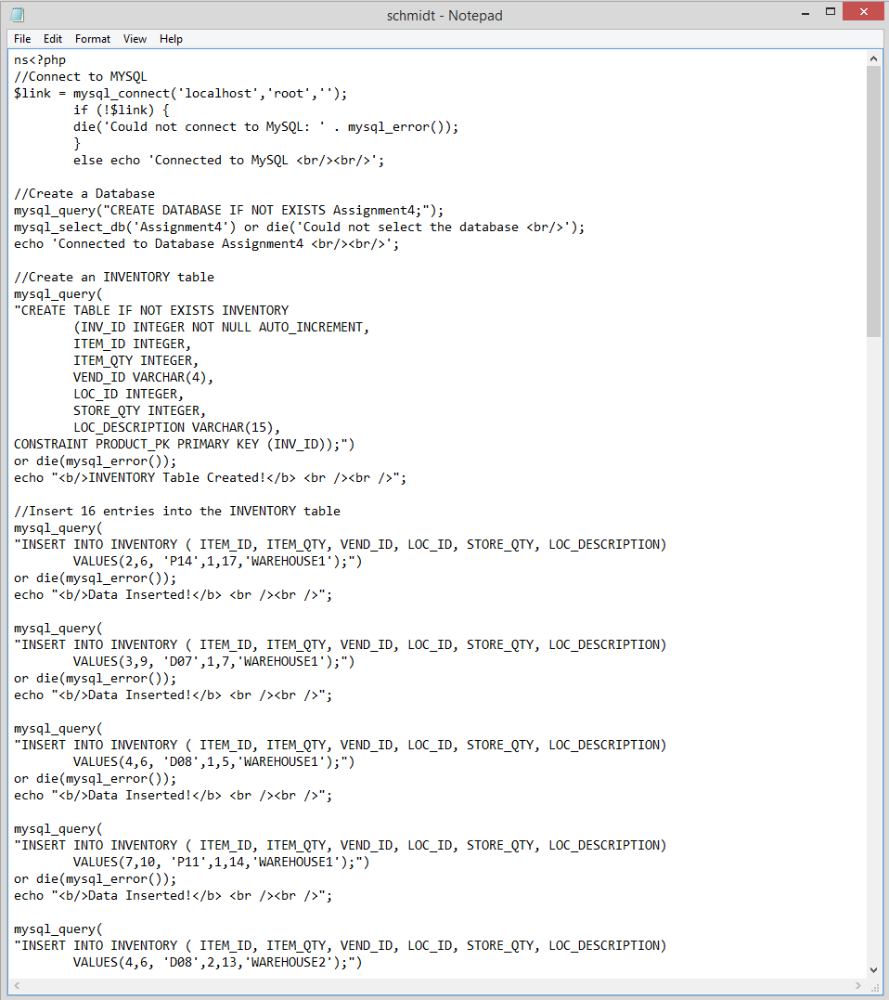 schmidt - Notepad
File Edit Format View Help
ns<?php
//Connect to MYSQL
$link = mysql_connect('localhost','root','');
        if (!$link) {
        die('Could not connect to MySQL: ' . mysql_error());
        }
        else echo 'Connected to MySQL <br/><br/>';

//Create a Database
mysql_query("CREATE DATABASE IF NOT EXISTS Assignment4;");
mysql_select_db('Assignment4') or die('Could not select the database <br/>');
echo 'Connected to Database Assignment4 <br/><br/>';

//Create an INVENTORY table
mysql_query(
"CREATE TABLE IF NOT EXISTS INVENTORY
        (INV_ID INTEGER NOT NULL AUTO_INCREMENT,
        ITEM_ID INTEGER,
        ITEM_QTY INTEGER,
        VEND_ID VARCHAR(4),
        LOC_ID INTEGER,
        STORE_QTY INTEGER,
        LOC_DESCRIPTION VARCHAR(15),
CONSTRAINT PRODUCT_PK PRIMARY KEY (INV_ID));")
or die(mysql_error());
echo "<b/>INVENTORY Table Created!</b> <br /><br />";

//Insert 16 entries into the INVENTORY table
mysql_query(
"INSERT INTO INVENTORY ( ITEM_ID, ITEM_QTY, VEND_ID, LOC_ID, STORE_QTY, LOC_DESCRIPTION)
        VALUES(2,6, 'P14',1,17,'WAREHOUSE1');")
or die(mysql_error());
echo "<b/>Data Inserted!</b> <br /><br />";

mysql_query(
"INSERT INTO INVENTORY ( ITEM_ID, ITEM_QTY, VEND_ID, LOC_ID, STORE_QTY, LOC_DESCRIPTION)
        VALUES(3,9, 'D07',1,7,'WAREHOUSE1');")
or die(mysql_error());
echo "<b/>Data Inserted!</b> <br /><br />";

mysql_query(
"INSERT INTO INVENTORY ( ITEM_ID, ITEM_QTY, VEND_ID, LOC_ID, STORE_QTY, LOC_DESCRIPTION)
        VALUES(4,6, 'D08',1,5,'WAREHOUSE1');")
or die(mysql_error());
echo "<b/>Data Inserted!</b> <br /><br />";

mysql_query(
"INSERT INTO INVENTORY ( ITEM_ID, ITEM_QTY, VEND_ID, LOC_ID, STORE_QTY, LOC_DESCRIPTION)
        VALUES(7,10, 'P11',1,14,'WAREHOUSE1');")
or die(mysql_error());
echo "<b/>Data Inserted!</b> <br /><br />";

mysql_query(
"INSERT INTO INVENTORY ( ITEM_ID, ITEM_QTY, VEND_ID, LOC_ID, STORE_QTY, LOC_DESCRIPTION)
        VALUES(4,6, 'D08',2,13,'WAREHOUSE2');")